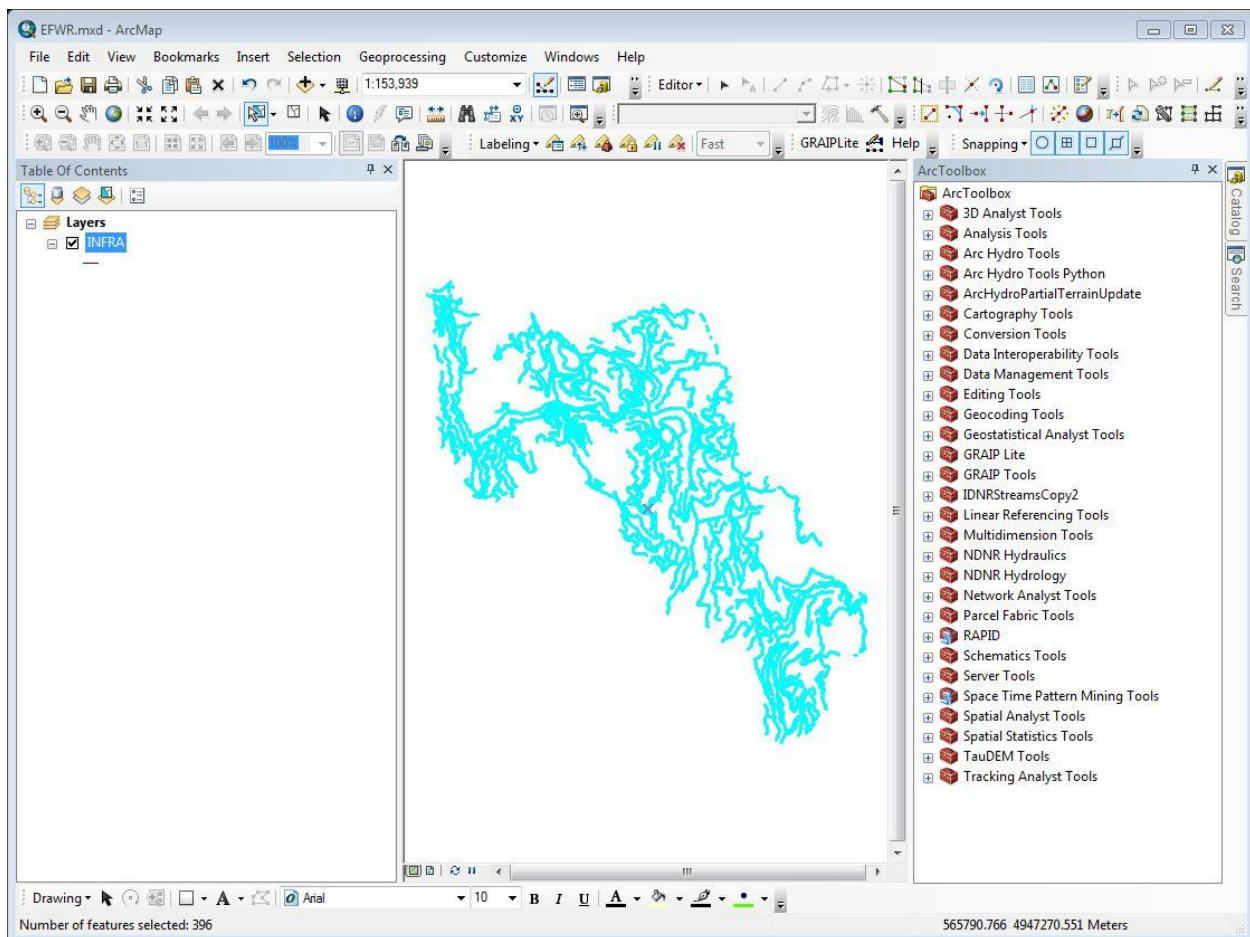 EFWR.mxd - ArcMap
File Edit View Bookmarks Insert Selection Geoprocessing Customize Windows Help
1:153,939
Editor
100%
Labeling
Fast
GRAIPLite
Help
Snapping
Table Of Contents
Layers
INFRA
ArcToolbox
ArcToolbox
3D Analyst Tools
Analysis Tools
Arc Hydro Tools
Arc Hydro Tools Python
ArcHydroPartialTerrainUpdate
Cartography Tools
Conversion Tools
Data Interoperability Tools
Data Management Tools
Editing Tools
Geocoding Tools
Geostatistical Analyst Tools
GRAIP Lite
GRAIP Tools
IDNRStreamsCopy2
Linear Referencing Tools
Multidimension Tools
NDNR Hydraulics
NDNR Hydrology
Network Analyst Tools
Parcel Fabric Tools
RAPID
Schematics Tools
Server Tools
Space Time Pattern Mining Tools
Spatial Analyst Tools
Spatial Statistics Tools
TauDEM Tools
Tracking Analyst Tools
Catalog
Search
Drawing
A
Arial
10
B I U A
Number of features selected: 396
565790.766 4947270.551 Meters